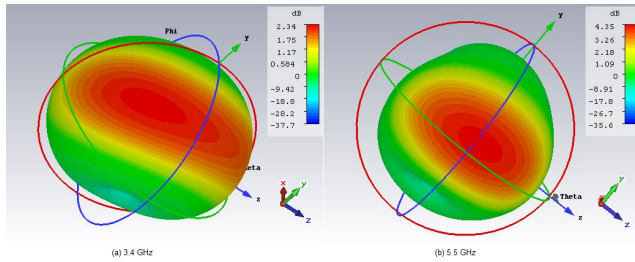 dB
2.34
1.75
1.17
0.584
0
-9.42
-18.8
-28.2
-37.7
Phi
y
z
x
y
z
(a) 3.4 GHz
dB
4.35
3.26
2.18
1.09
0
-8.91
-17.8
-26.7
-35.6
y
Theta
z
y
z
(b) 5.5 GHz